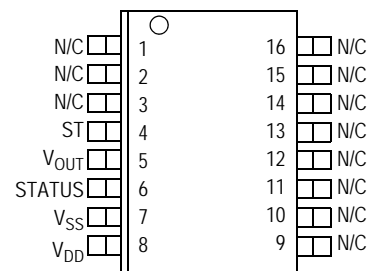 N/C 1 16 N/C
N/C 2 15 N/C
N/C 3 14 N/C
ST 4 13 N/C
VOUT 5 12 N/C
STATUS 6 11 N/C
VSS 7 10 N/C
VDD 8 9 N/C